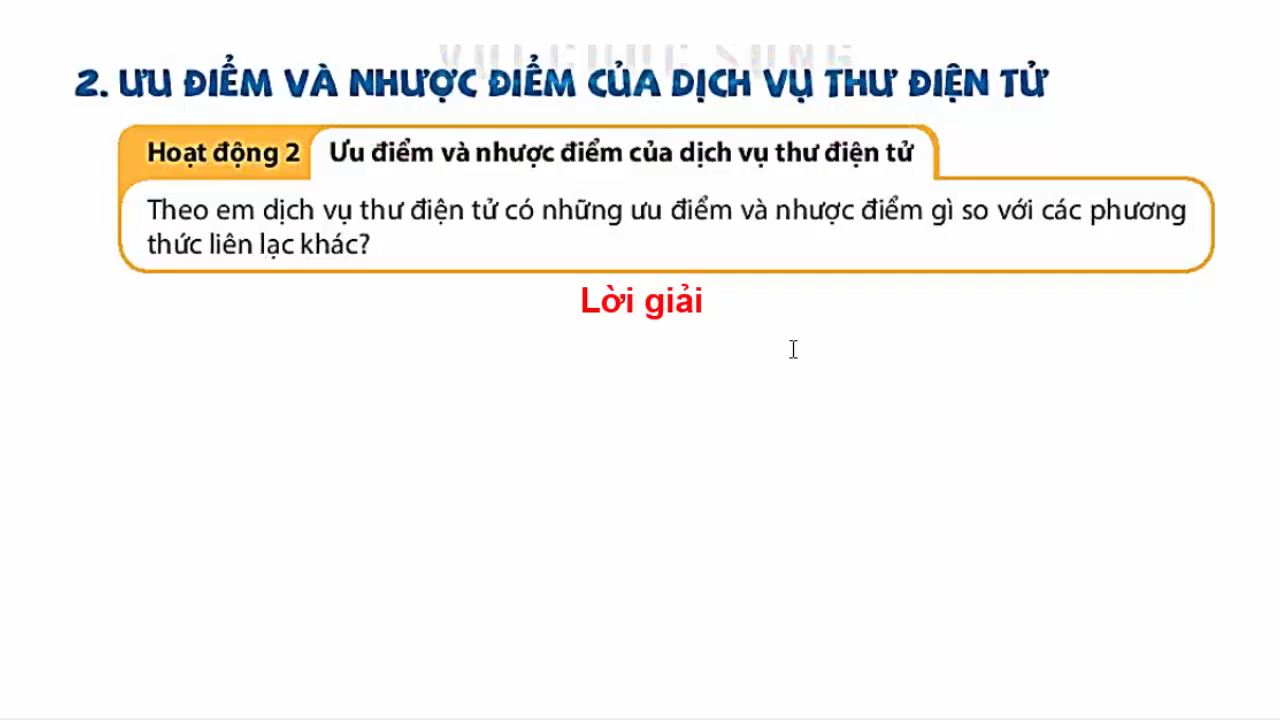 2. ƯU ĐIỂM VÀ NHƯỢC ĐIỂM CỦA DỊCH VỤ THƯ ĐIỆN TỬ
Hoạt động 2 Ưu điểm và nhược điểm của dịch vụ thư điện tử
Theo em dịch vụ thư điện tử có những ưu điểm và nhược điểm gì so với các phương
thức liên lạc khác?
Lời giải